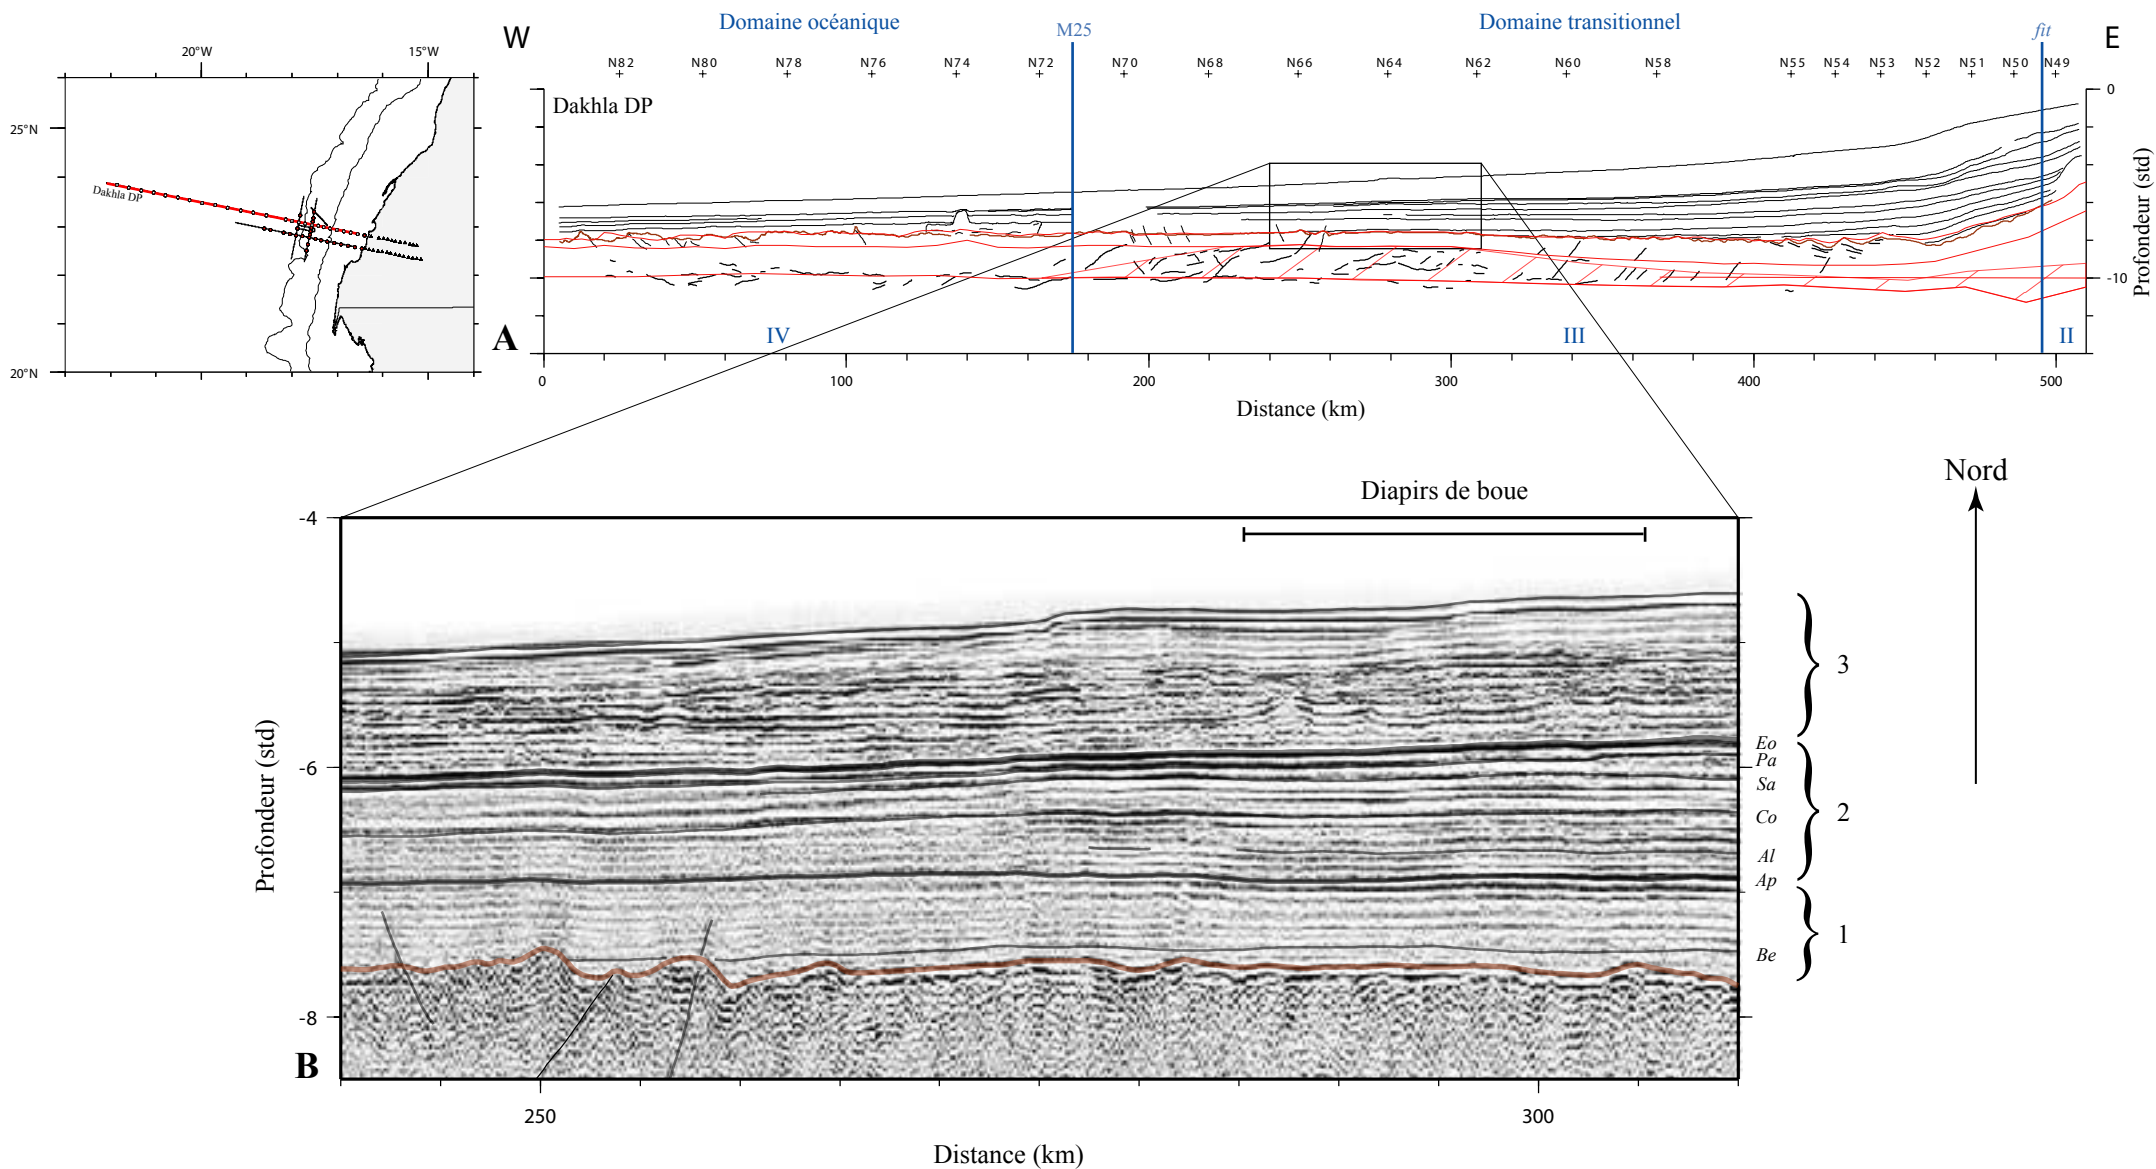 Domaine océanique
Domaine transitionnel
W
M25
fit
E
20°W
15°W
N82
N80
N78
N76
N74
N72
N70
N68
N66
N64
N62
N60
N58
N55
N54
N53
N52
N51
N50
N49
Dakhla DP
0
25°N
Dakhla DP
-10
Profondeur (std)
A
IV
III
II
20°N
0
100
200
300
400
500
Distance (km)
Nord
Diapirs de boue
-4
3
Eo
Pa
-6
Sa
Co
2
Profondeur (std)
Al
Ap
1
Be
-8
B
250
300
Distance (km)